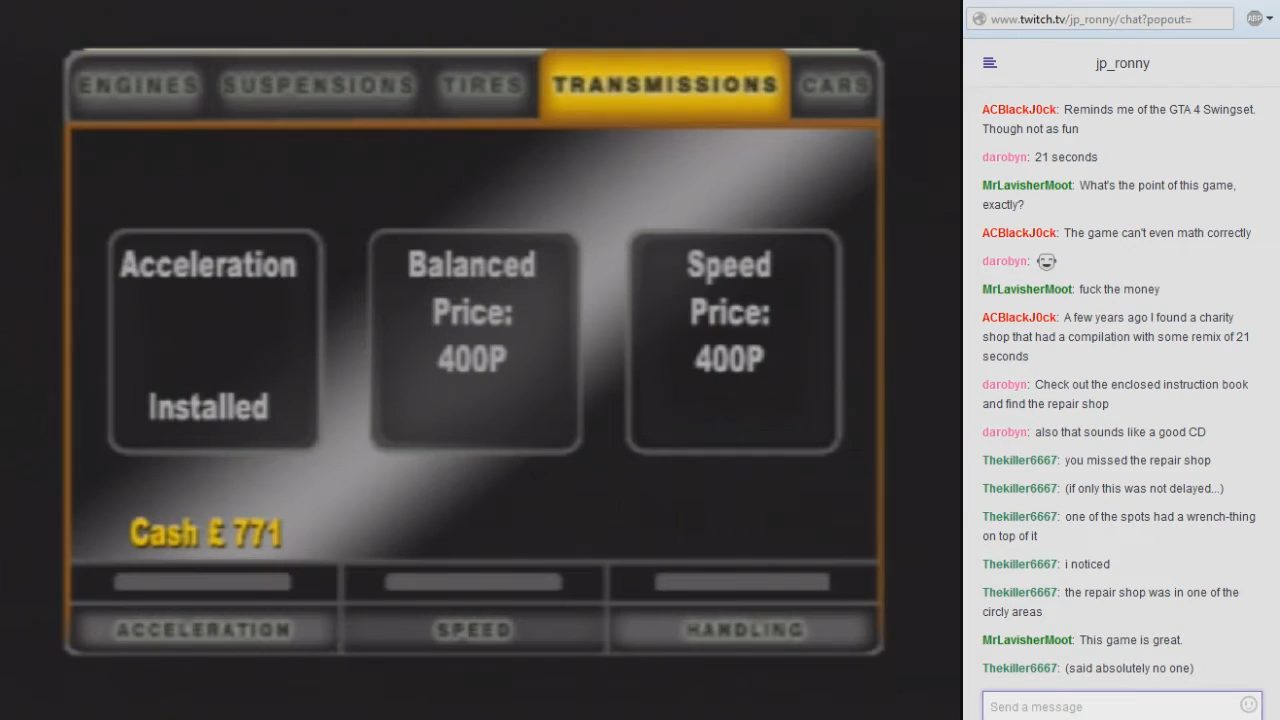 ENGINES SUSPENSIONS TIRES TRANSMISSIONS CARS
Acceleration
Installed
Balanced
Price:
400P
Speed
Price:
400P
Cash £ 771
ACCELERATION SPEED HANDLING
www.twitch.tv/jp_ronny/chat?popout=
ABP
jp_ronny
ACBlackJ0ck: Reminds me of the GTA 4 Swingset.
Though not as fun
darobyn: 21 seconds
MrLavisherMoot: What's the point of this game,
exactly?
ACBlackJ0ck: The game can't even math correctly
darobyn:
MrLavisherMoot: fuck the money
ACBlackJ0ck: A few years ago I found a charity
shop that had a compilation with some remix of 21
seconds
darobyn: Check out the enclosed instruction book
and find the repair shop
darobyn: also that sounds like a good CD
Thekiller6667: you missed the repair shop
Thekiller6667: (if only this was not delayed...)
Thekiller6667: one of the spots had a wrench-thing
on top of it
Thekiller6667: i noticed
Thekiller6667: the repair shop was in one of the
circly areas
MrLavisherMoot: This game is great.
Thekiller6667: (said absolutely no one)
Send a message